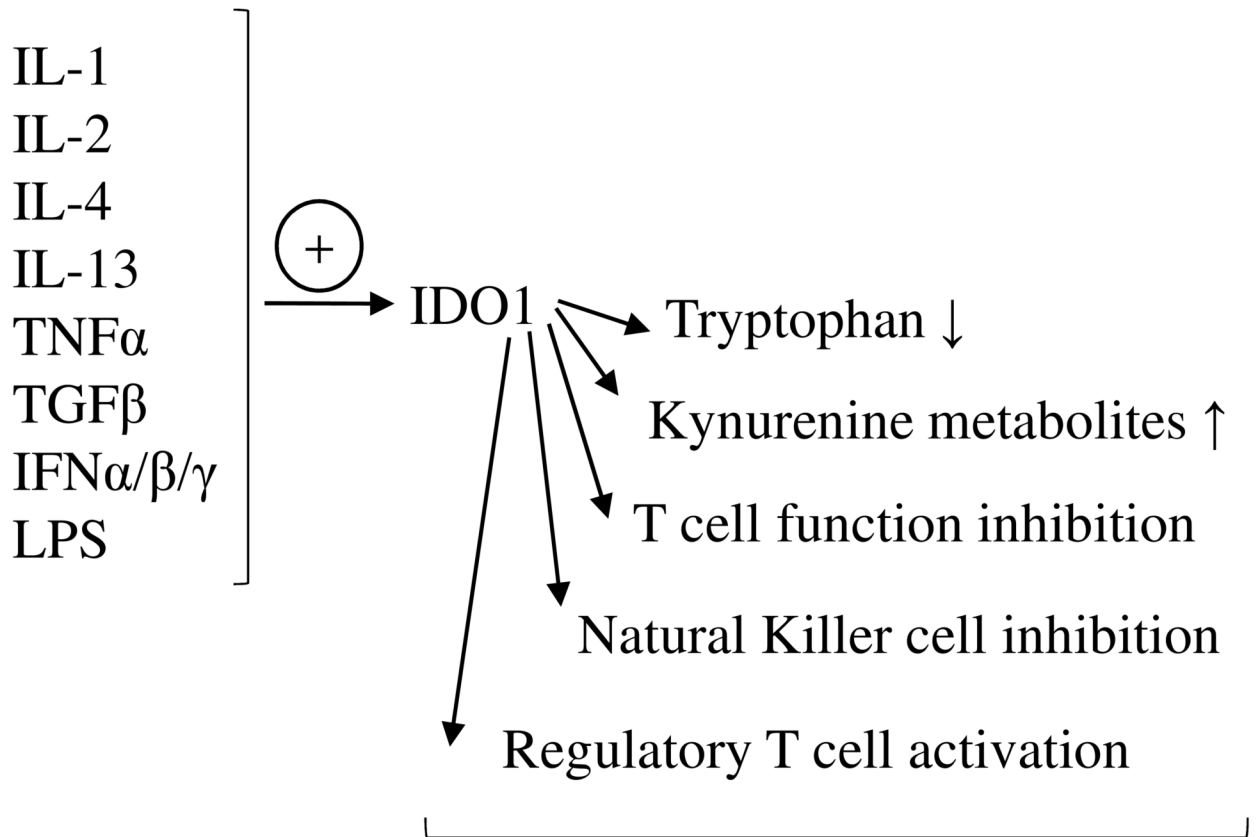 IL-1
IL-2
IL-4
IL-13
TNFα
TGFβ
IFNα/β/γ
LPS
+
IDO1
Tryptophan ↓
Kynurenine metabolites ↑
T cell function inhibition
Natural Killer cell inhibition
Regulatory T cell activation